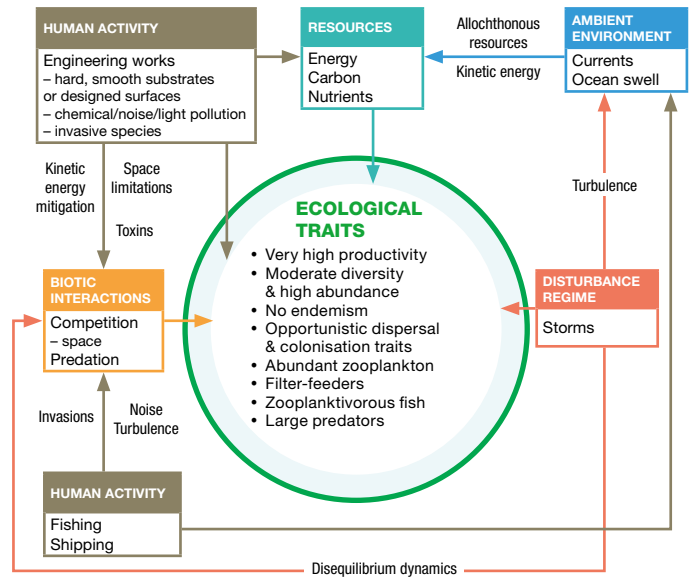 HUMAN ACTIVITY
Engineering works
– hard, smooth substrates
or designed surfaces
– chemical/noise/light pollution
– invasive species
RESOURCES
Energy
Carbon
Nutrients
Allochthonous
resources
Kinetic energy
AMBIENT
ENVIRONMENT
Currents
Ocean swell
Kinetic
energy
mitigation
Space
limitations
Toxins
Turbulence
ECOLOGICAL
TRAITS
• Very high productivity
• Moderate diversity
& high abundance
• No endemism
• Opportunistic dispersal
& colonisation traits
• Abundant zooplankton
• Filter-feeders
• Zooplanktivorous fish
• Large predators
BIOTIC
INTERACTIONS
Competition
– space
Predation
DISTURBANCE
REGIME
Storms
Invasions
Noise
Turbulence
HUMAN ACTIVITY
Fishing
Shipping
Disequilibrium dynamics